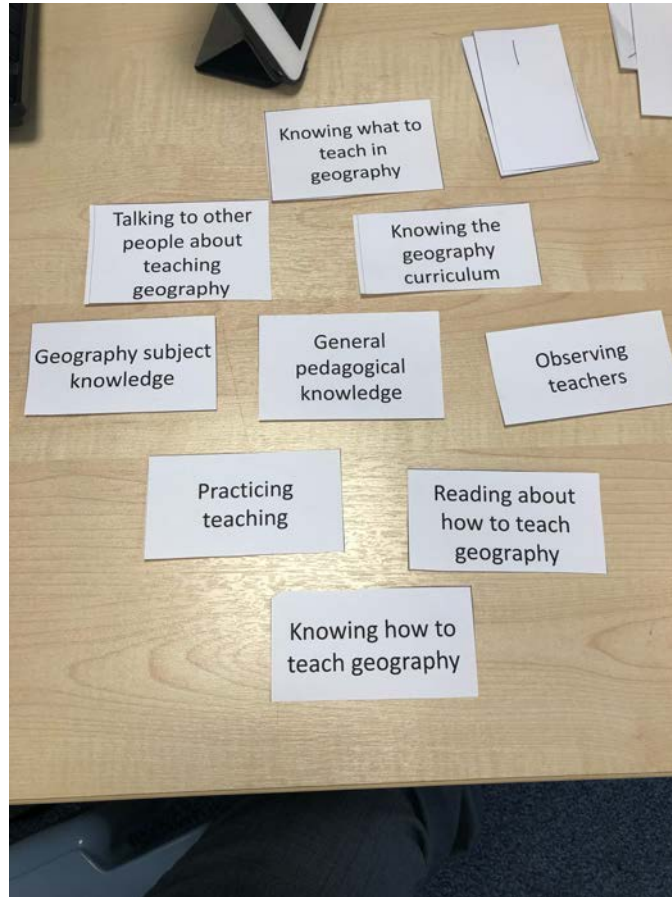 Knowing what to
teach in
geography
Talking to other
people about
teaching
geography
Knowing the
geography
curriculum
Geography subject
knowledge
General
pedagogical
knowledge
Observing
teachers
Practicing
teaching
Reading about
how to teach
geography
Knowing how to
teach geography